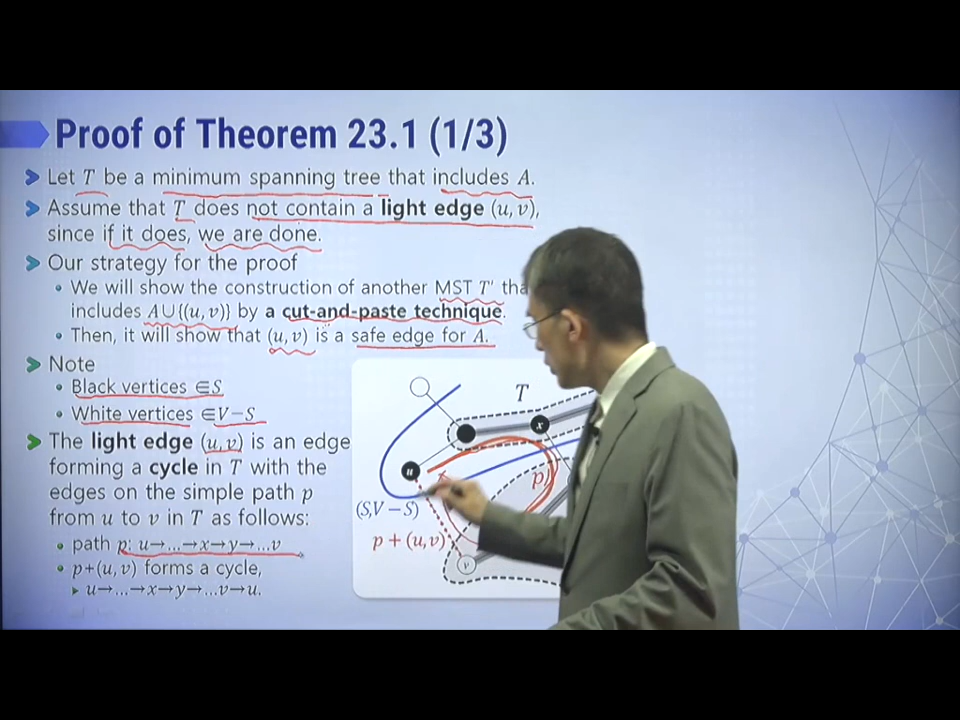 Proof of Theorem 23.1 (1/3)
Let T be a minimum spanning tree that includes A.
Assume that T does not contain a light edge (u,v),
since if it does, we are done.
Our strategy for the proof
We will show the construction of another MST T'
includes A∪{(u,v)} by a cut-and-paste technique.
Then, it will show that (u,v) is a safe edge for A.
Note
Black vertices ∈S
White vertices ∈V−S
The light edge (u,v) is an edge
forming a cycle in T with the
edges on the simple path p
from u to v in T as follows:
path p: u→...→x→y→...v
p+(u,v) forms a cycle,
u→...→x→y→...v→u.
T
x
u
p
(S,V−S)
p+(u,v)
v